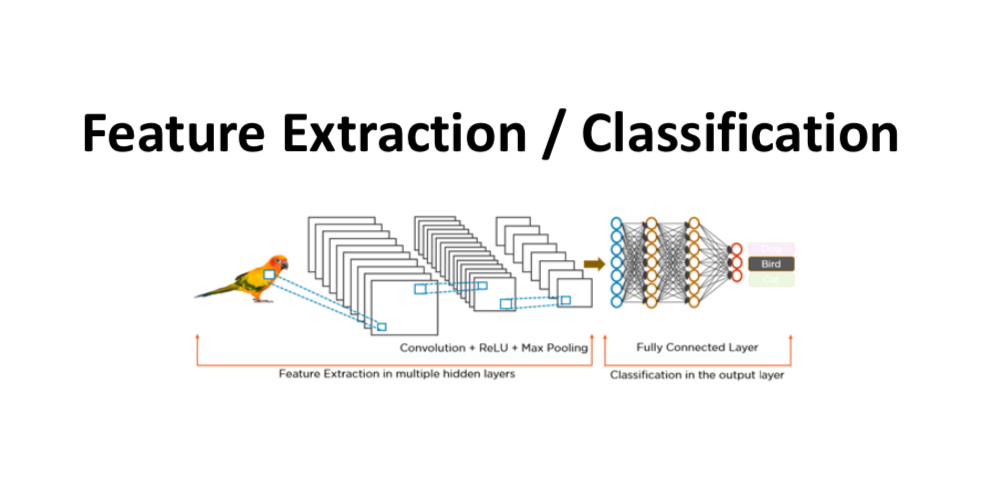 Feature Extraction / Classification
Dog
Bird
Cat
Convolution + ReLU + Max Pooling
Fully Connected Layer
Feature Extraction in multiple hidden layers
Classification in the output layer